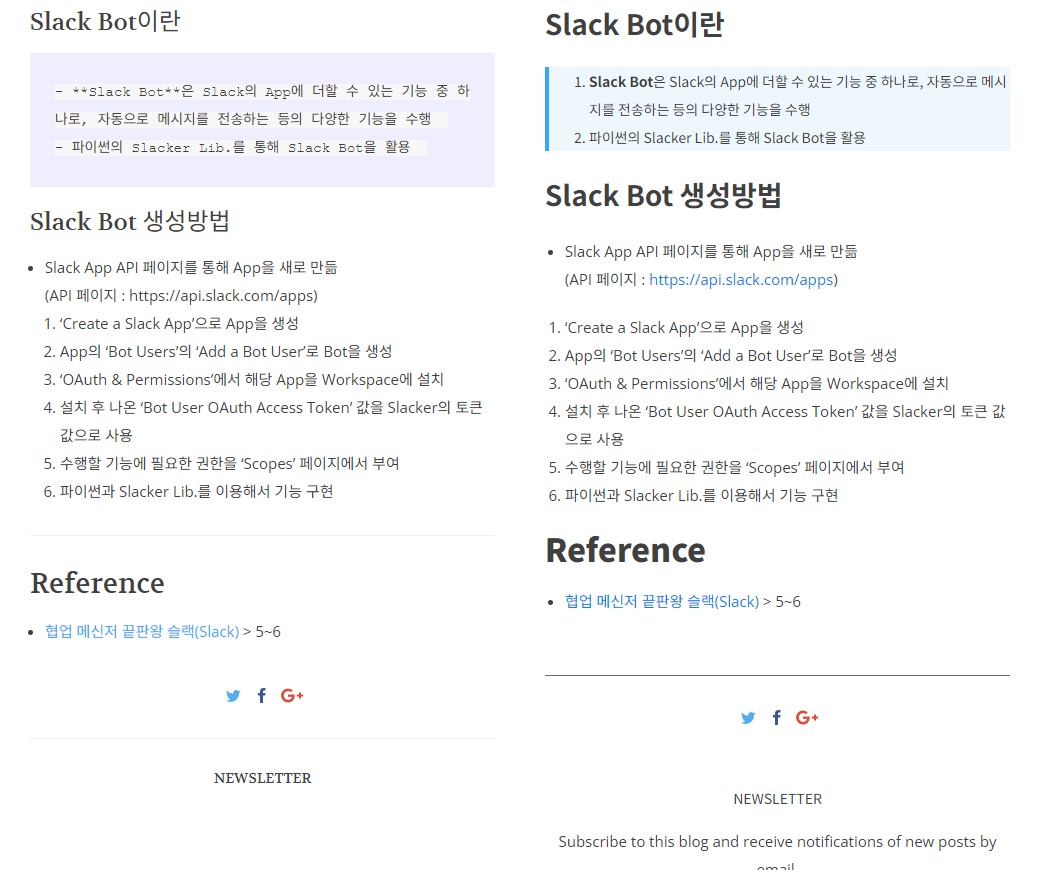 Slack Bot이란
- **Slack Bot**은 Slack의 App에 더할 수 있는 기능 중 하
나로, 자동으로 메시지를 전송하는 등의 다양한 기능을 수행
- 파이썬의 Slacker Lib.를 통해 Slack Bot을 활용
Slack Bot 생성방법
• Slack App API 페이지를 통해 App을 새로 만듦
(API 페이지 : https://api.slack.com/apps)
1. ‘Create a Slack App’으로 App을 생성
2. App의 ‘Bot Users’의 ‘Add a Bot User’로 Bot을 생성
3. ‘OAuth & Permissions’에서 해당 App을 Workspace에 설치
4. 설치 후 나온 ‘Bot User OAuth Access Token’ 값을 Slacker의 토큰
값으로 사용
5. 수행할 기능에 필요한 권한을 ‘Scopes’ 페이지에서 부여
6. 파이썬과 Slacker Lib.를 이용해서 기능 구현
Reference
• 협업 메신저 끝판왕 슬랙(Slack) > 5~6
G+
NEWSLETTER
Slack Bot이란
1. Slack Bot은 Slack의 App에 더할 수 있는 기능 중 하나로, 자동으로 메시
지를 전송하는 등의 다양한 기능을 수행
2. 파이썬의 Slacker Lib.를 통해 Slack Bot을 활용
Slack Bot 생성방법
• Slack App API 페이지를 통해 App을 새로 만듦
(API 페이지 : https://api.slack.com/apps)
1. ‘Create a Slack App’으로 App을 생성
2. App의 ‘Bot Users’의 ‘Add a Bot User’로 Bot을 생성
3. ‘OAuth & Permissions’에서 해당 App을 Workspace에 설치
4. 설치 후 나온 ‘Bot User OAuth Access Token’ 값을 Slacker의 토큰 값
으로 사용
5. 수행할 기능에 필요한 권한을 ‘Scopes’ 페이지에서 부여
6. 파이썬과 Slacker Lib.를 이용해서 기능 구현
Reference
• 협업 메신저 끝판왕 슬랙(Slack) > 5~6
G+
NEWSLETTER
Subscribe to this blog and receive notifications of new posts by
email